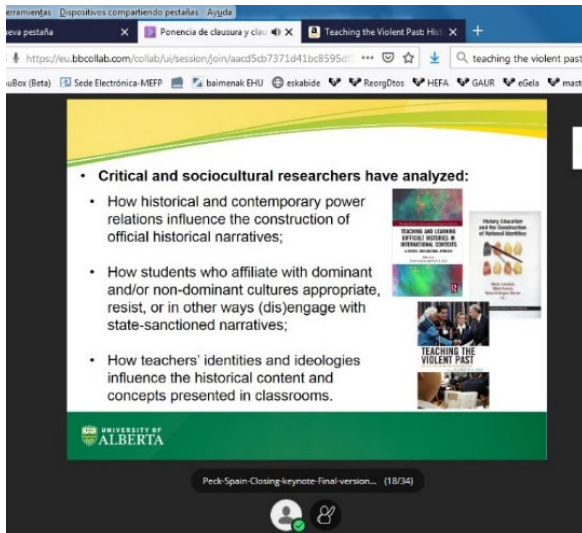 erramientas Dispositivos compartiendo pestañas Ayuda
ueva pestaña
Ponencia de clausura y clau
Teaching the Violent Past: Hist
https://eu.bbcollab.com/collab/ui/session/join/aacd5cb7371d41bc8595df
teaching the violent past
uBox (Beta) Sede Electrónica-MEFP baimenak EHU eskabide ReorgDtos HEFA GAUR eGela mast
• Critical and sociocultural researchers have analyzed:
• How historical and contemporary power
relations influence the construction of
official historical narratives;
• How students who affiliate with dominant
and/or non-dominant cultures appropriate,
resist, or in other ways (dis)engage with
state-sanctioned narratives;
• How teachers' identities and ideologies
influence the historical content and
concepts presented in classrooms.
TEACHING AND LEARNING
DIFFICULT HISTORIES IN
INTERNATIONAL CONTEXTS
History Education
and the Construction
of National Identities
TEACHING THE
VIOLENT PAST
UNIVERSITY OF
ALBERTA
Peck-Spain-Closing-keynote-Final-version... (18/34)